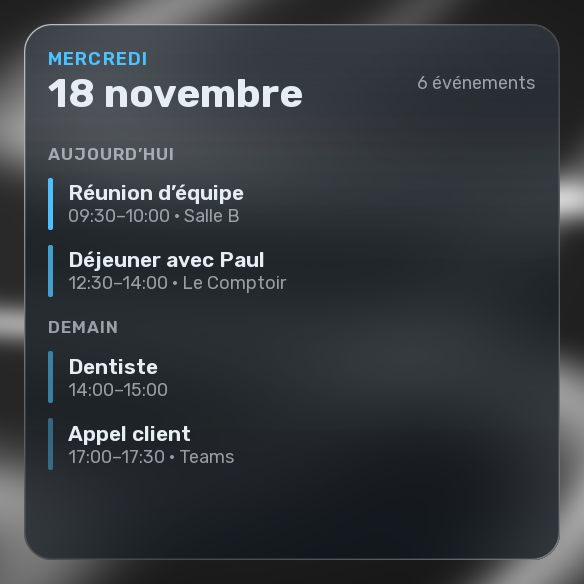 MERCREDI
18 novembre
6 événements
AUJOURD’HUI
Réunion d’équipe
09:30–10:00 • Salle B
Déjeuner avec Paul
12:30–14:00 • Le Comptoir
DEMAIN
Dentiste
14:00–15:00
Appel client
17:00–17:30 • Teams